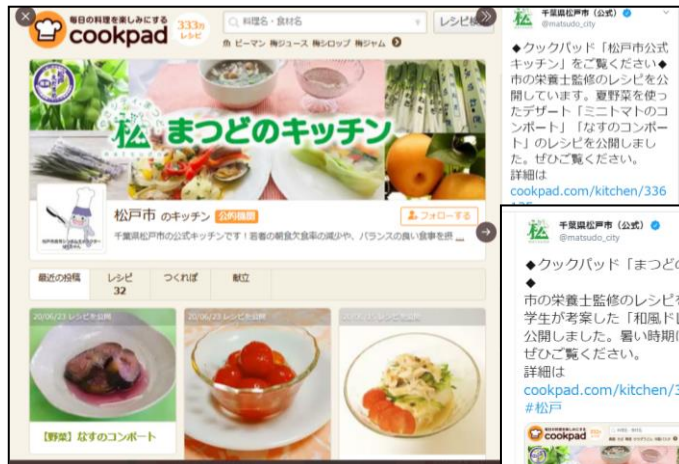 毎日の料理を楽しみにする
cookpad
333万
レシピ
料理名・食材名
レシピ検
魚 ピーマン 梅ジュース 梅シロップ 梅ジャム
松
まつどのキッチン
松戸市 のキッチン 公的機関
フォローする
千葉県松戸市の公式キッチンです！若者の朝食欠食率の減少や、バランスの良い食事を摂 ...
最近の投稿
レシピ
32
つくれぽ
献立
20/06/23 レシピを公開
20/06/23 レシピを公開
【野菜】なすのコンポート
千葉県松戸市（公式）
@matsudo_city
◆クックパッド「松戸市公式
キッチン」をご覧ください◆
市の栄養士監修のレシピを公
開しています。夏野菜を使っ
たデザート「ミニトマトのコ
ンポート」「なすのコンポー
ト」のレシピを公開しまし
た。ぜひご覧ください。
詳細は
cookpad.com/kitchen/336
千葉県松戸市（公式）
@matsudo_city
◆クックパッド「まつどの
◆
市の栄養士監修のレシピを
学生が考案した「和風ド
公開しました。暑い時期に
ぜひご覧ください。
詳細は
cookpad.com/kitchen/3
#松戸
cookpad